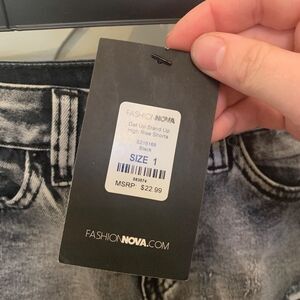 FASHIONNOVA
Get Up Stand Up
High Rise Shorts
Black
SIZE 1
MSRP: $22.99
FASHIONNOVA.COM